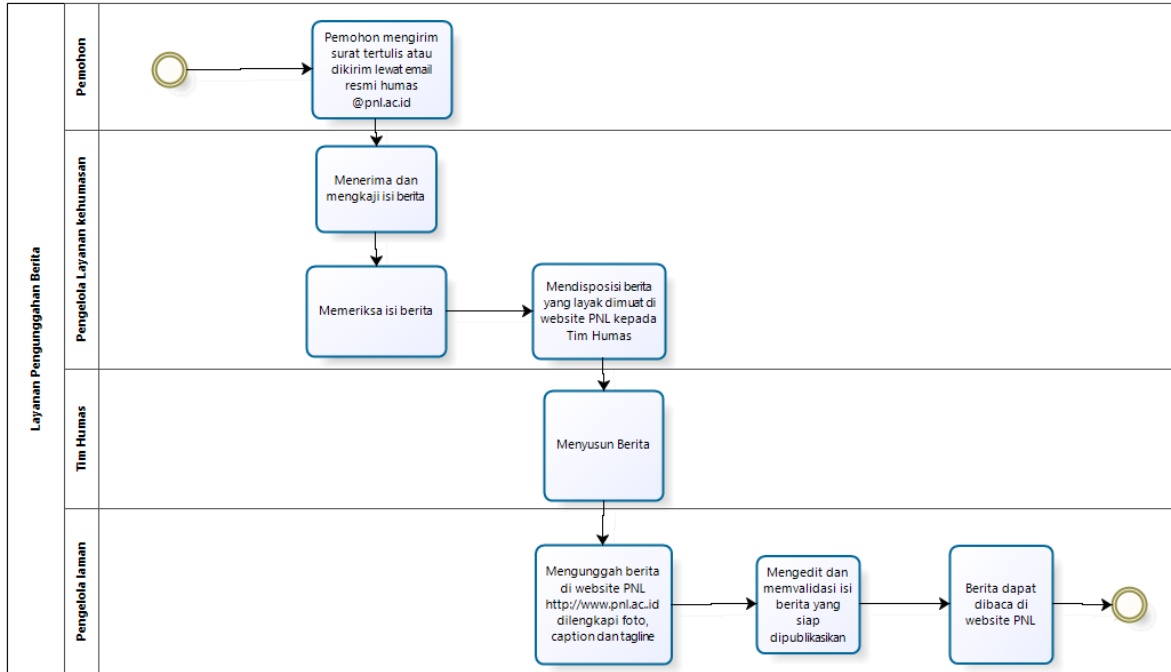 Layanan Pengunggahan Berita
Pemohon
Pemohon mengirim
surat tertulis atau
dikirim lewat email
resmi humas
@pnl.ac.id
Pengelola Layanan kehumasan
Menerima dan
mengkaji isi berita
Memeriksa isi berita
Mendisposisi berita
yang layak dimuat di
website PNL kepada
Tim Humas
Tim Humas
Menyusun Berita
Pengelola laman
Mengunggah berita
di website PNL
http://www.pnl.ac..id
dilengkapi foto,
caption dan tagline
Mengedit dan
memvalidasi isi
berita yang
siap
dipublikasikan
Berita dapat
dibaca di
website PNL